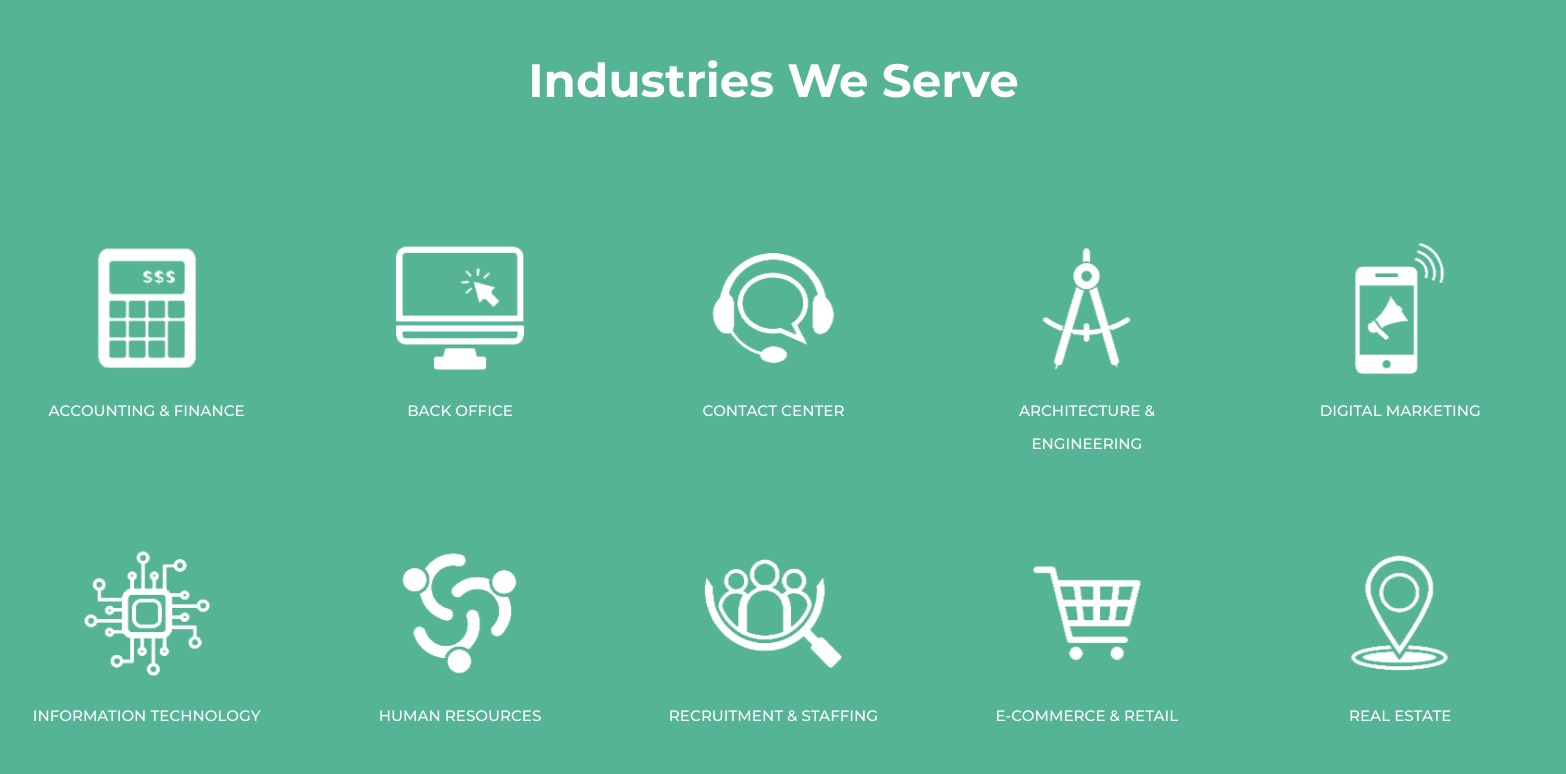 Industries We Serve
$$$
ACCOUNTING & FINANCE
BACK OFFICE
CONTACT CENTER
ARCHITECTURE &
ENGINEERING
DIGITAL MARKETING
INFORMATION TECHNOLOGY
HUMAN RESOURCES
RECRUITMENT & STAFFING
E-COMMERCE & RETAIL
REAL ESTATE